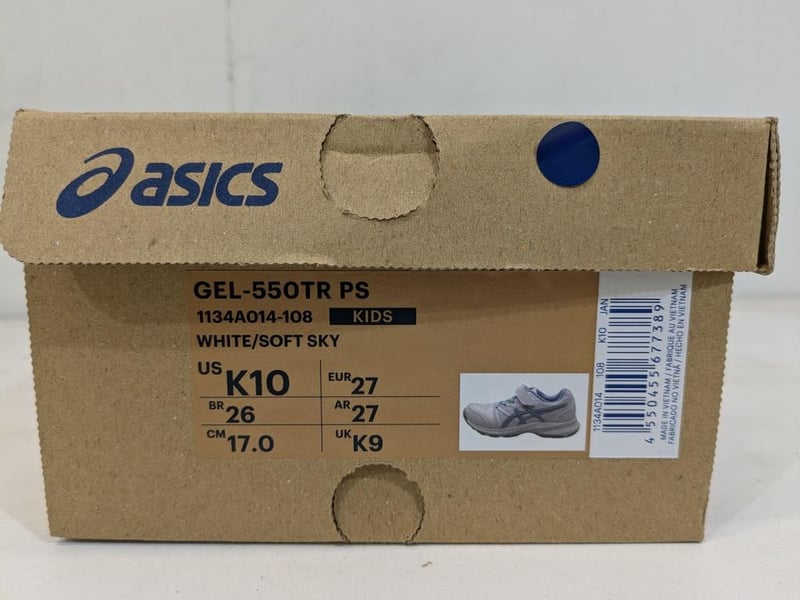 asics
GEL-550TR PS
1134A014-108 KIDS
WHITE/SOFT SKY
US K10 EUR 27
BR 26 AR 27
CM 17.0 UK K9
1134A014 108 K10 JAN
4 550455 677389
MADE IN VIETNAM / FABRIQUÉ AU VIETNAM
FABRICADO NO VIETNÃ / HECHO EN VIETNAM